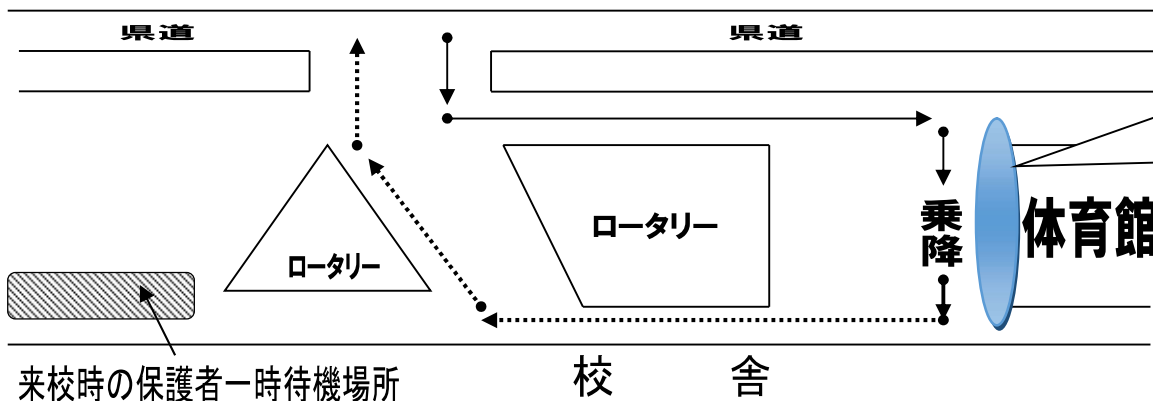 県道
県道
ロータリー
ロータリー
乗降
体育館
来校時の保護者一時待機場所
校舎